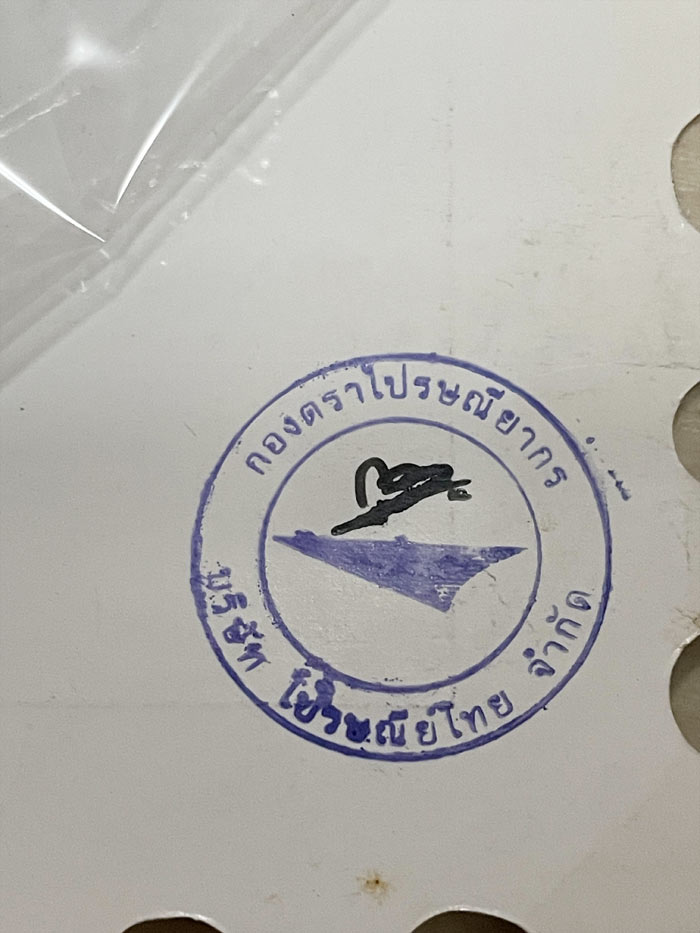 กองตราไปรษณียากร
บริษัท ไปรษณีย์ไทย จำกัด